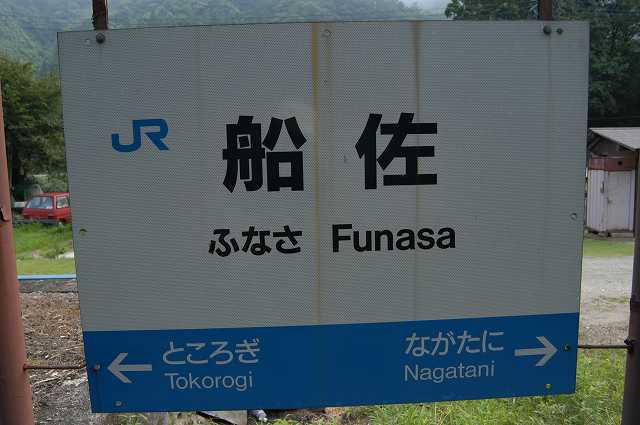 JR
船佐
ふなさ Funasa
← ところぎ ながたに →
Tokorogi Nagatani